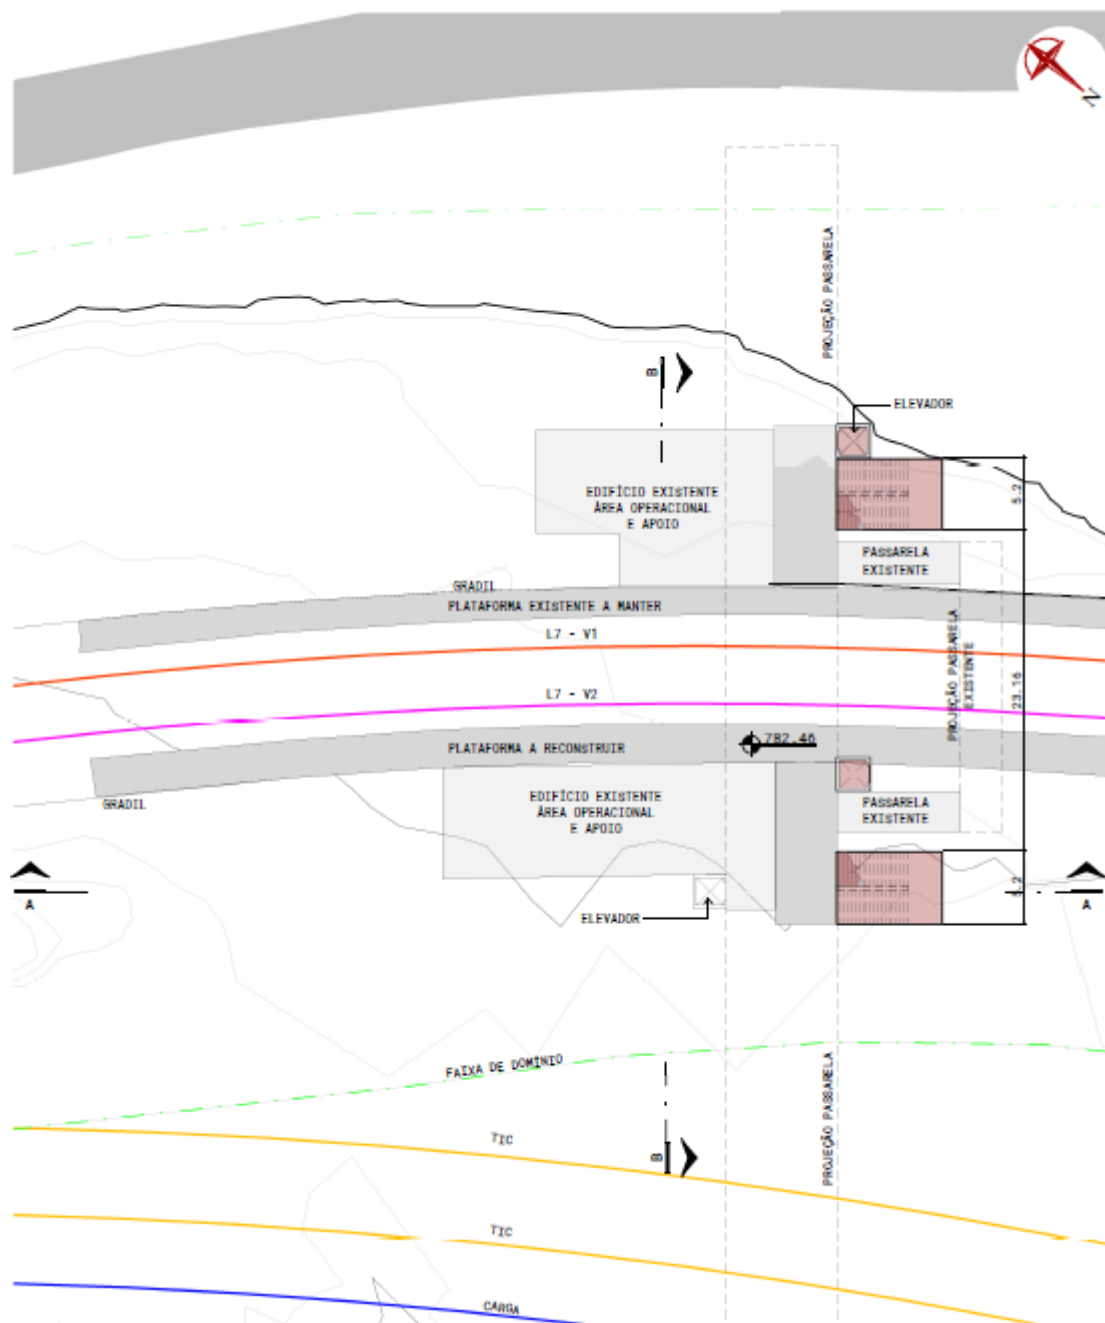 N
PROJEÇÃO PASSARELA
B
ELEVADOR
EDIFÍCIO EXISTENTE
ÁREA OPERACIONAL
E APOIO
5.2
PASSARELA
EXISTENTE
GRADIL
PLATAFORMA EXISTENTE A MANTER
L7 - V1
PROJEÇÃO PASSARELA
EXISTENTE
23.16
L7 - V2
782.46
PLATAFORMA A RECONSTRUIR
GRADIL
EDIFÍCIO EXISTENTE
ÁREA OPERACIONAL
E APOIO
PASSARELA
EXISTENTE
5.2
A
A
ELEVADOR
FAIXA DE DOMÍNIO
PROJEÇÃO PASSARELA
TIC
B
TIC
CARGA